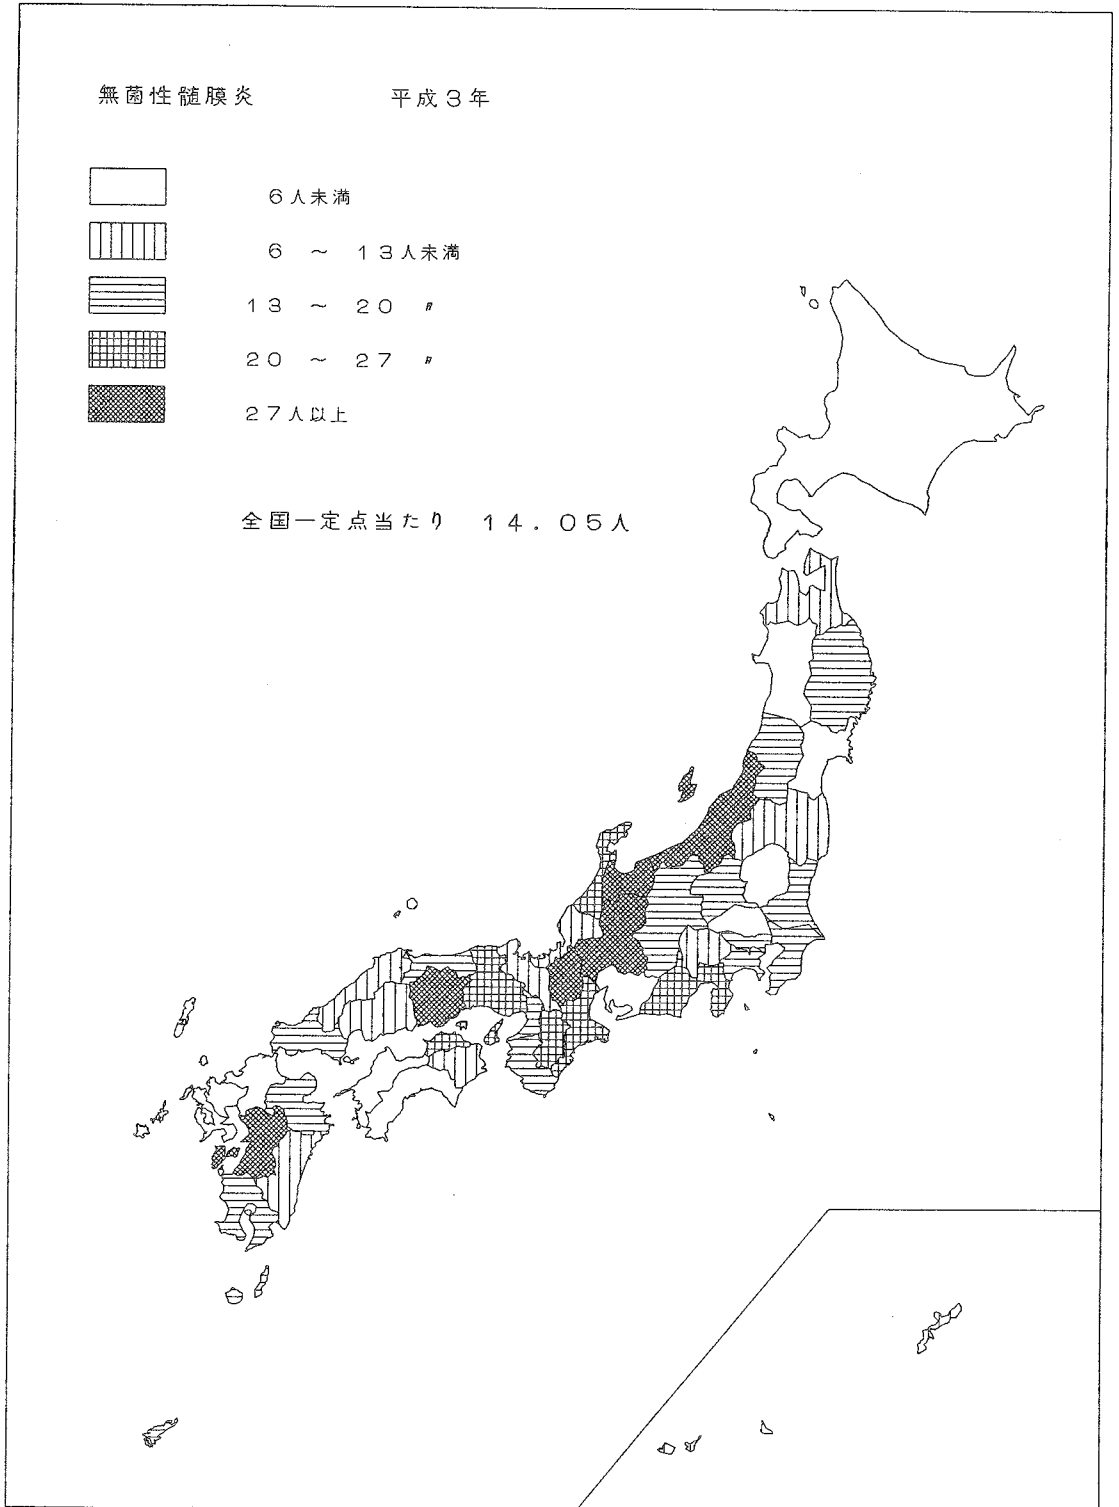 無菌性髄膜炎 平成3年
6人未満
6 ~ 13人未満
13 ~ 20 〃
20 ~ 27 〃
27人以上
全国一定点当たり 14.05人